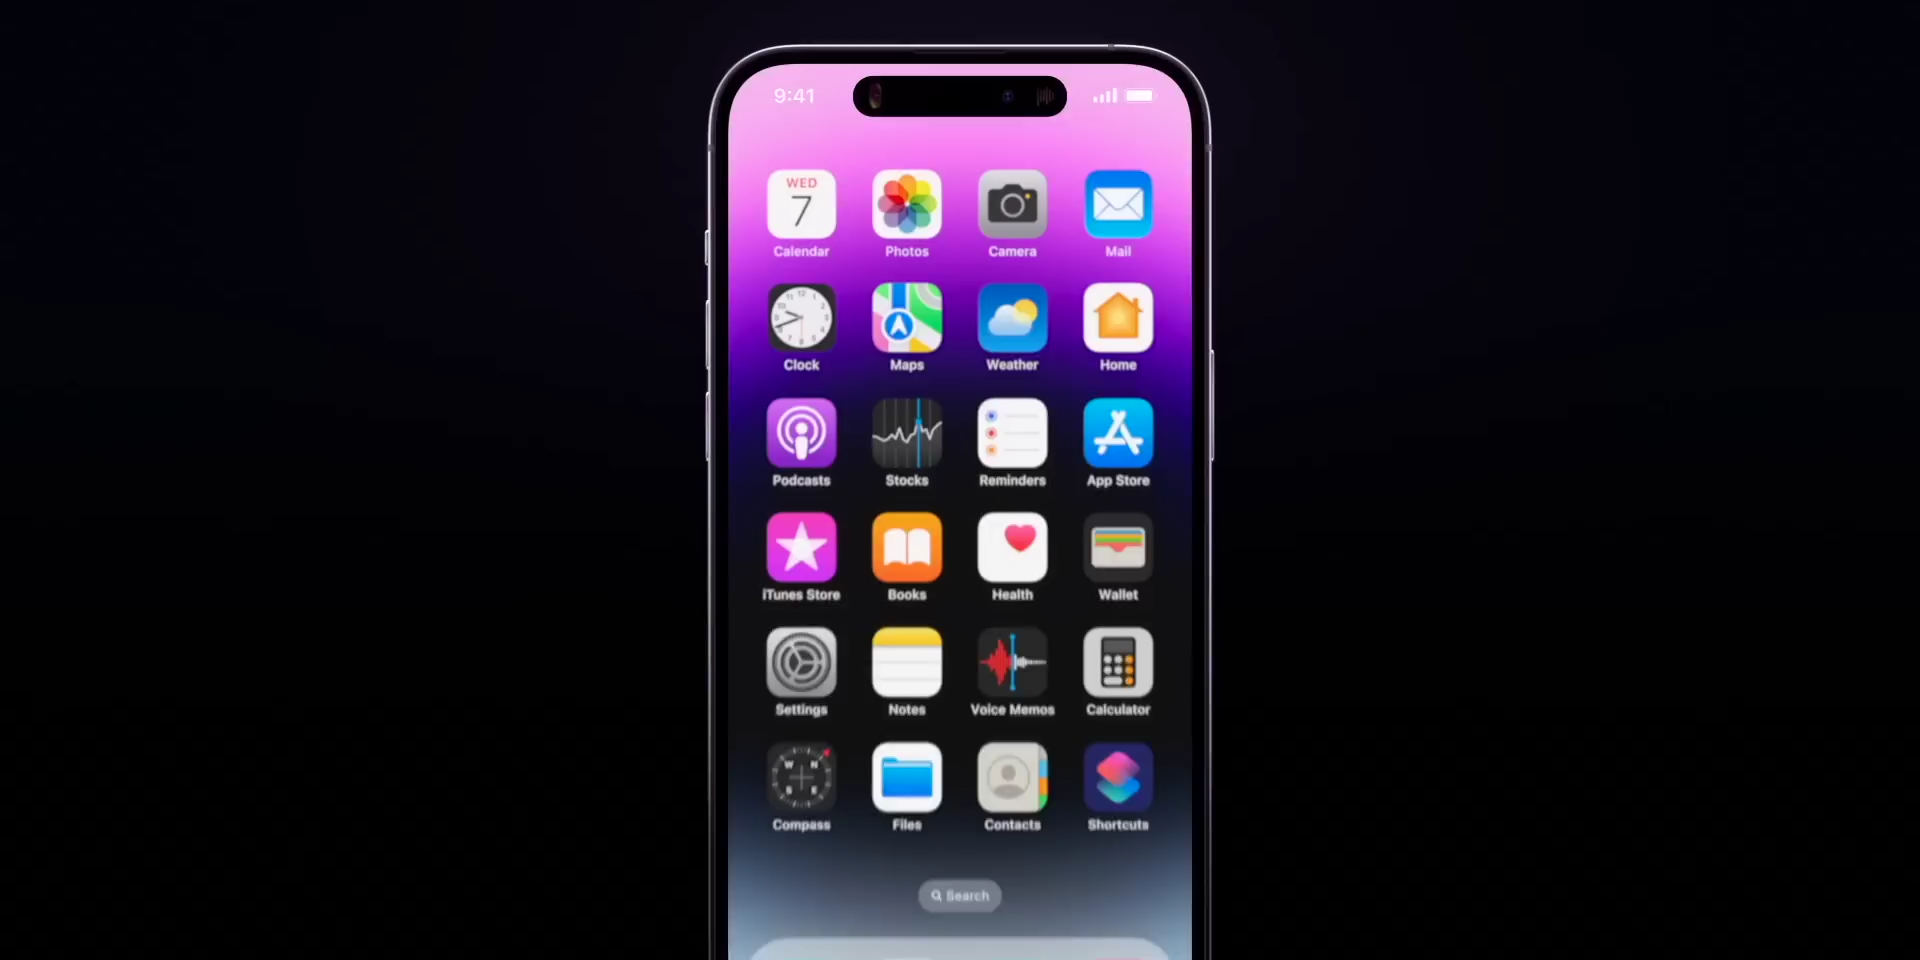 9:41
WED
7
Calendar Photos Camera Mail
Clock Maps Weather Home
Podcasts Stocks Reminders App Store
iTunes Store Books Health Wallet
Settings Notes Voice Memos Calculator
W N
S E
Compass Files Contacts Shortcuts
Search